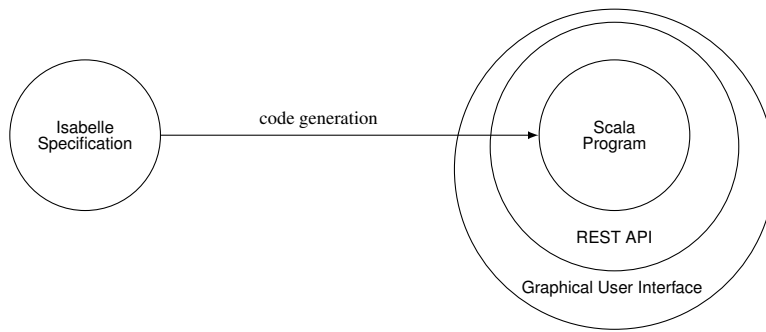 Isabelle
Specification
code generation
Scala
Program
REST API
Graphical User Interface